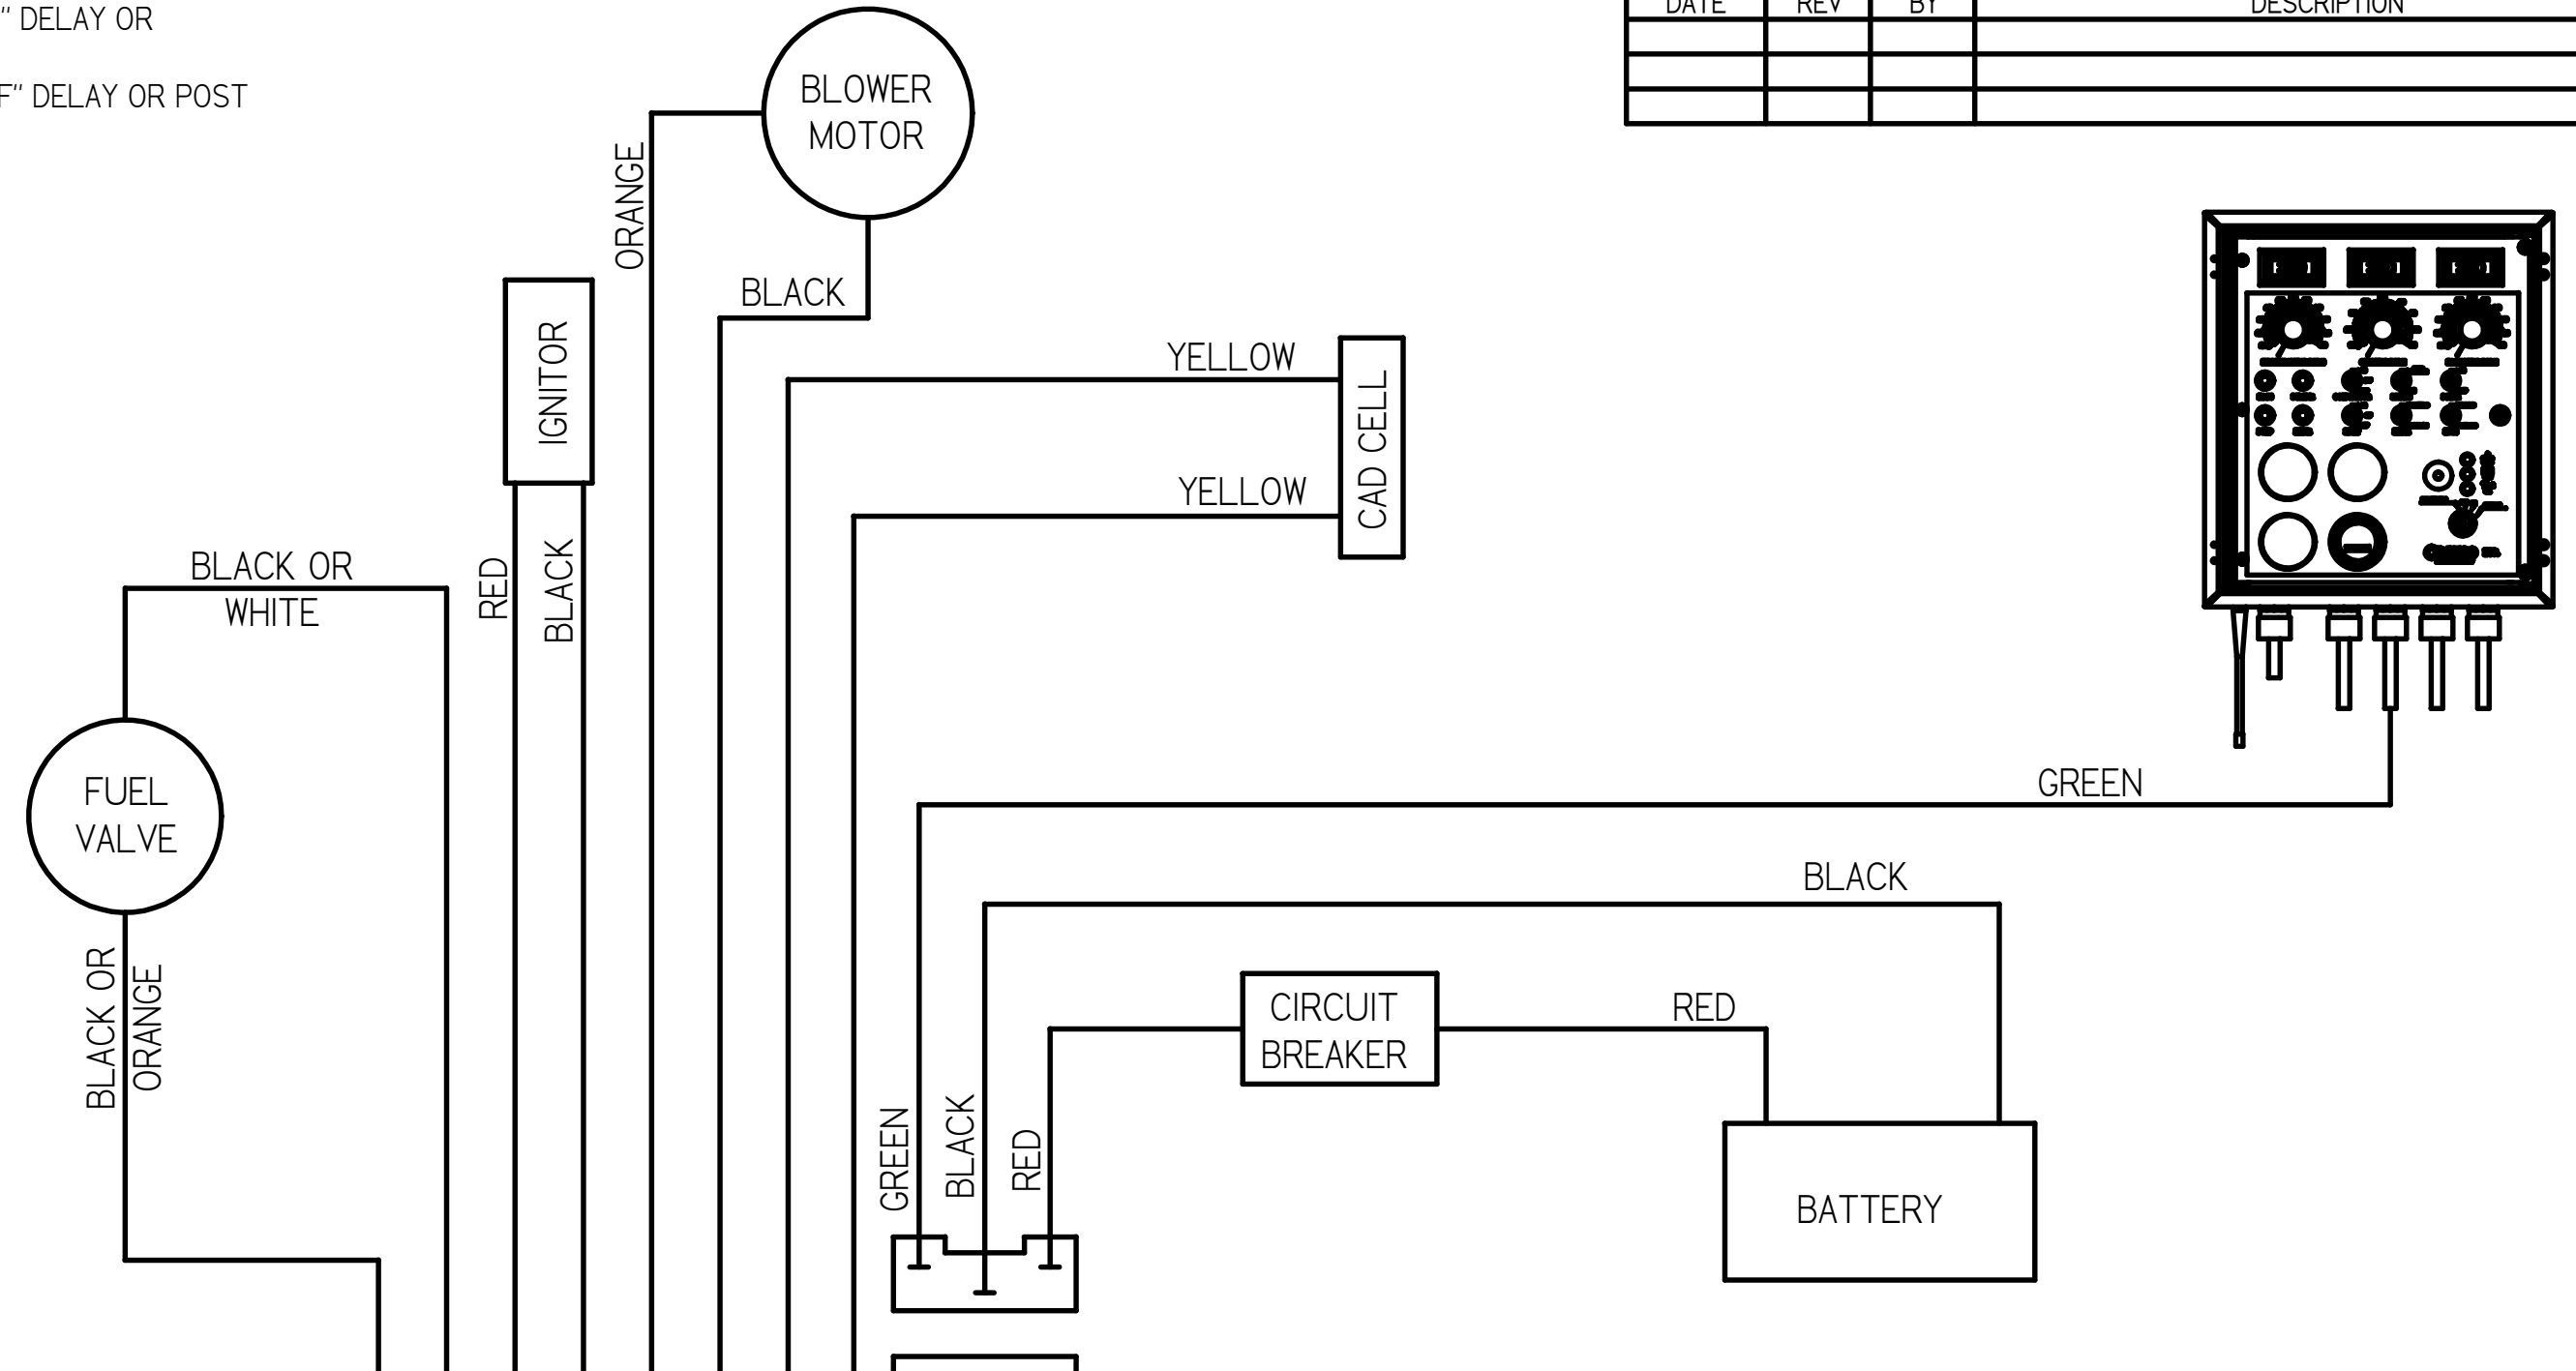 " DELAY OR
F" DELAY OR POST
DATE REV BY DESCRIPTION
BLOWER
MOTOR
ORANGE
BLACK
IGNITOR
YELLOW
CAD CELL
YELLOW
BLACK OR
WHITE
RED
BLACK
FUEL
VALVE
GREEN
BLACK
BLACK OR
ORANGE
CIRCUIT
BREAKER
RED
GREEN
BLACK
RED
BATTERY